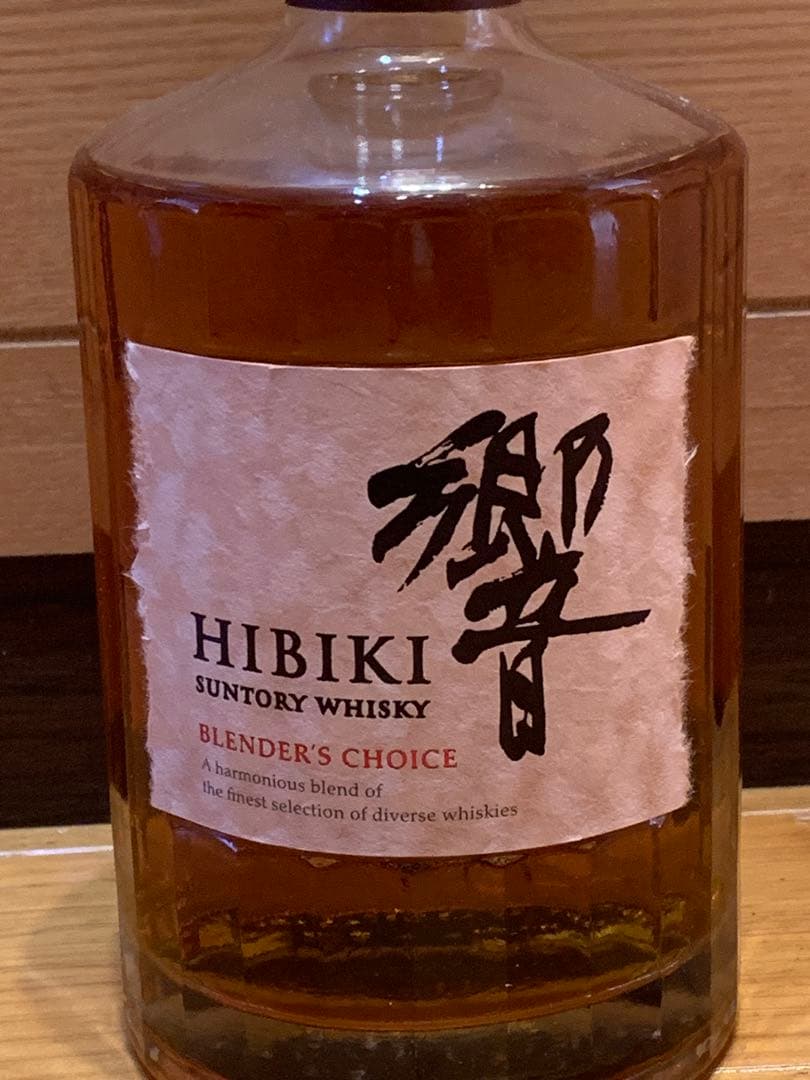 響
HIBIKI
SUNTORY WHISKY
BLENDER'S CHOICE
A harmonious blend of
the finest selection of diverse whiskies